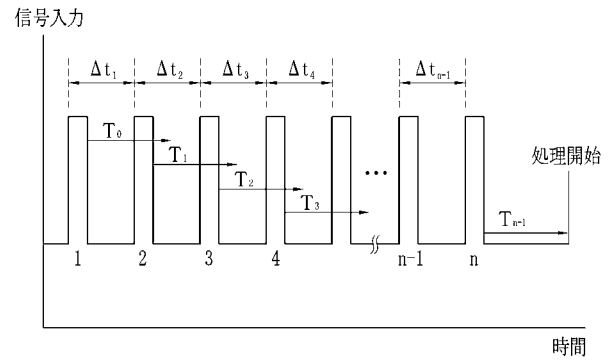 信号入力
Δt₁ Δt₂ Δt₃ Δt₄ Δtₙ₋₁
T₀
T₁
T₂
T₃
…
処理開始
Tₙ₋₁
1 2 3 4 n-1 n
時間